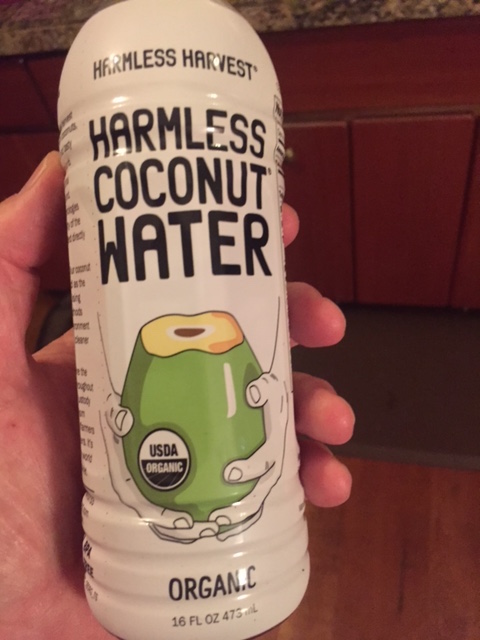 HARMLESS HARVEST®
HARMLESS
COCONUT®
WATER
USDA
ORGANIC
ORGANIC
16 FL OZ 473 mL